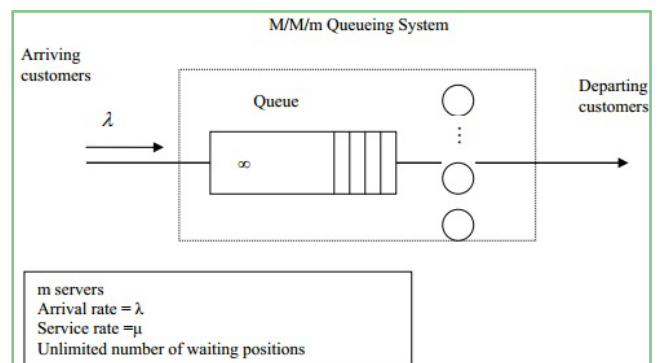 M/M/m Queueing System
Arriving
customers
Departing
customers
Queue
λ
∞
m servers
Arrival rate = λ
Service rate =μ
Unlimited number of waiting positions